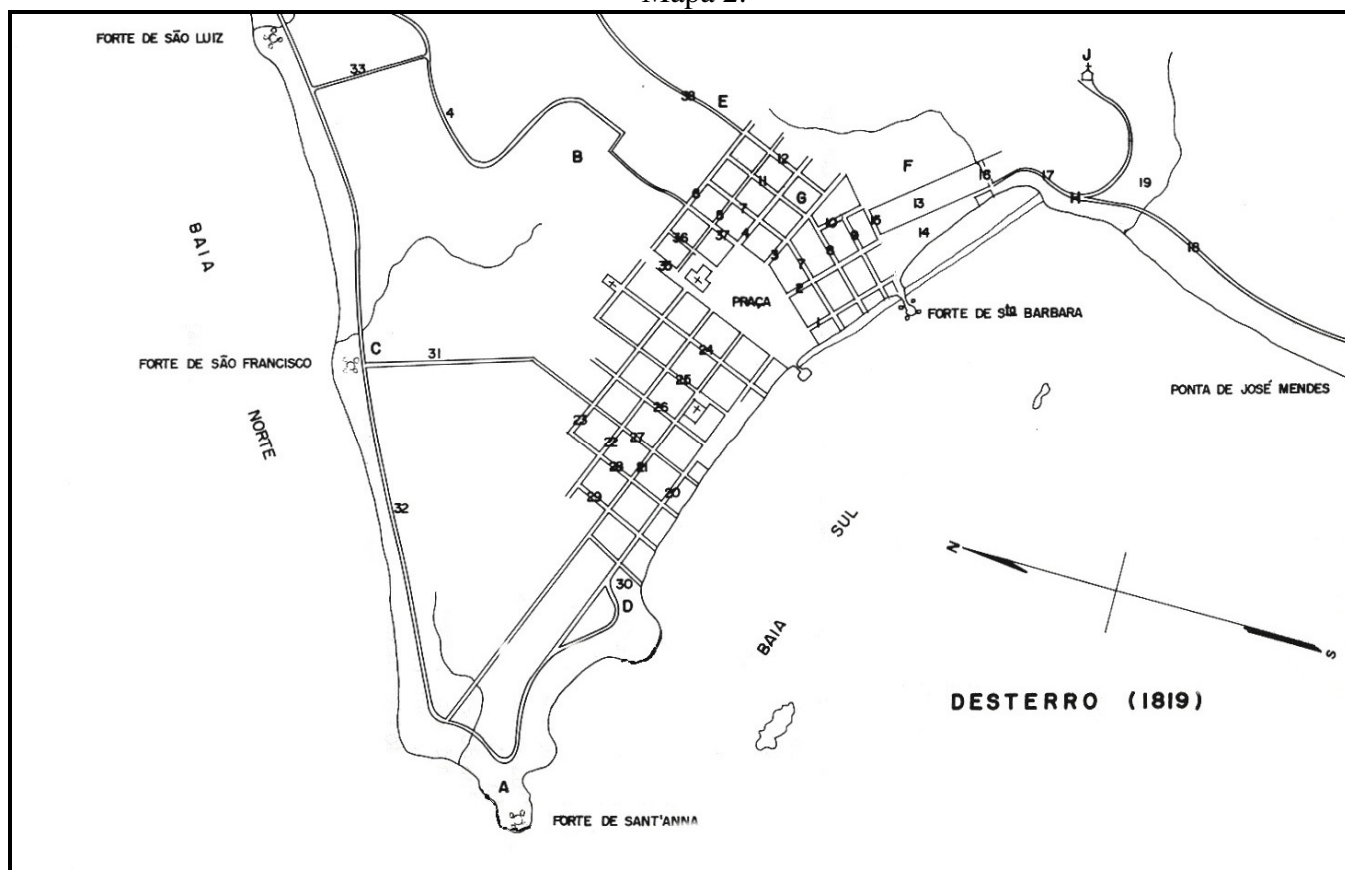 Mapa 2:
FORTE DE SÃO LUIZ
33
4
38
E
B
J
12
11
F
G
16
17
19
H
13
14
18
6
5
7
4
36
37
35
3
10
15
9
8
7
2
1
PRAÇA
FORTE DE Sta BARBARA
BAIA
NORTE
C
FORTE DE SÃO FRANCISCO
31
24
25
26
23
27
22
28
21
29
20
32
PONTA DE JOSÉ MENDES
BAIA
SUL
N
S
30
D
DESTERRO (1819)
A
FORTE DE SANT'ANNA